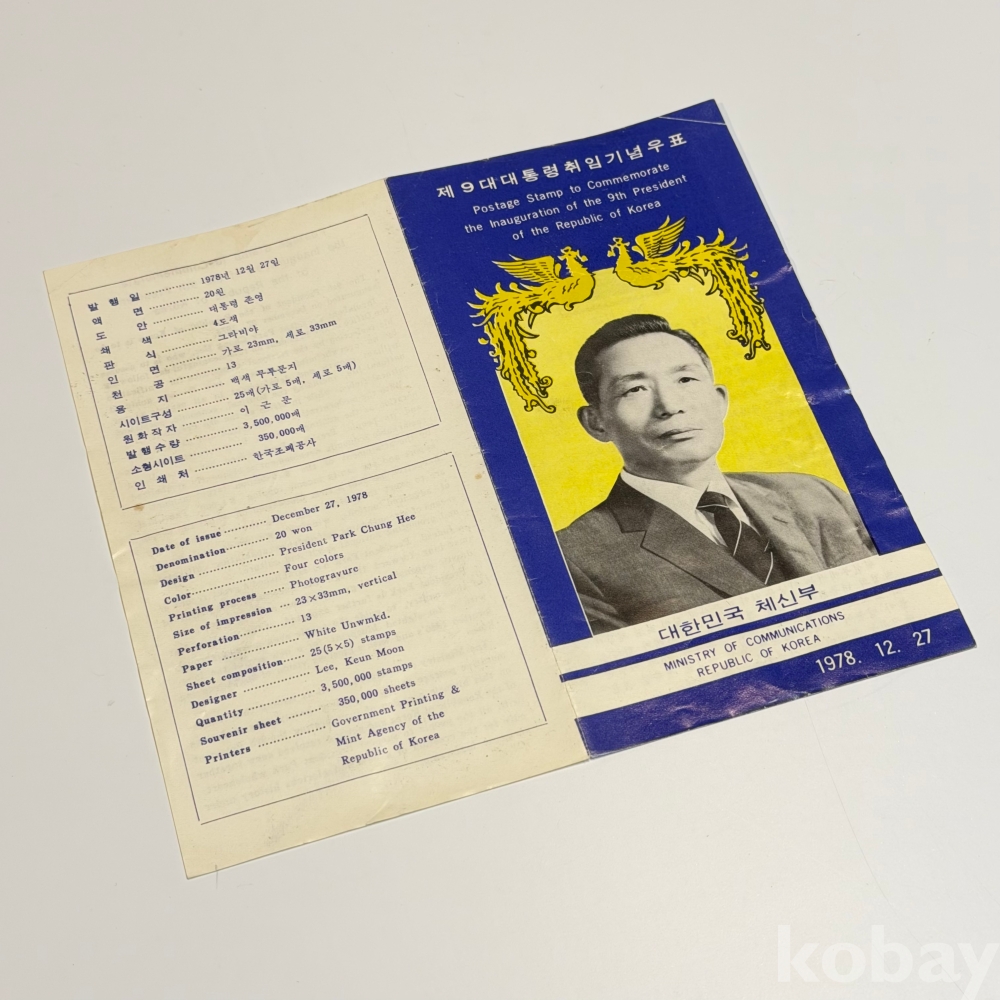 발행일 ············ 1978년 12월 27일
액면 ············ 20원
도안 ············ 대통령 존영
쇄색 ············ 4도색
판식 ············ 그라비아
인면 ············ 가로 23mm, 세로 33mm
천공 ············ 13
용지 ············ 백색 무투문지
시이트구성 ············ 25매(가로 5매, 세로 5매)
원화작자 ············ 이근문
발행수량 ············ 3,500,000매
소형시이트 ············ 350,000매
인쇄처 ············ 한국조폐공사
Date of issue ············ December 27, 1978
Denomination ············ 20 won
Design ············ President Park Chung Hee
Color ············ Four colors
Printing process ······ Photogravure
Size of impression ··· 23×33mm, vertical
Perforation ············ 13
Paper ············ White Unwmkd.
Sheet composition ······ 25(5×5) stamps
Designer ············ Lee, Keun Moon
Quantity ············ 3,500,000 stamps
Souvenir sheet ········· 350,000 sheets
Printers ············ Government Printing &
Mint Agency of the
Republic of Korea
제9대대통령취임기념우표
Postage Stamp to Commemorate
the Inauguration of the 9th President
of the Republic of Korea
대한민국 체신부
MINISTRY OF COMMUNICATIONS
REPUBLIC OF KOREA
1978. 12. 27
kobay